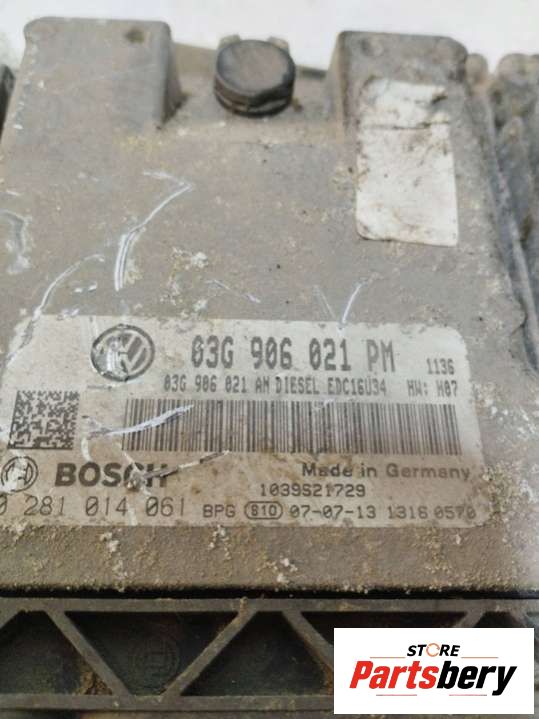 03G 906 021 PM 1136
03G 906 021 AM DIESEL EDC16U34 HW: H07
BOSCH Made in Germany
1039S21729
0 281 014 061 BPG 810 07-07-13 1316 0570
STORE
Partsbery